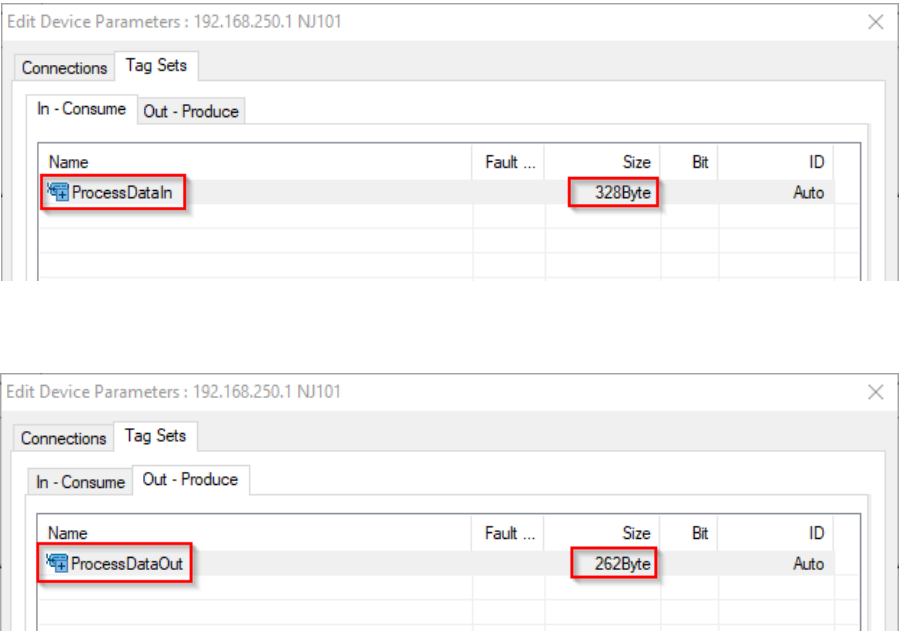 Edit Device Parameters : 192.168.250.1 NJ101
Connections Tag Sets
In - Consume Out - Produce
Name Fault ... Size Bit ID
ProcessDataIn 328Byte Auto
Edit Device Parameters : 192.168.250.1 NJ101
Connections Tag Sets
In - Consume Out - Produce
Name Fault ... Size Bit ID
ProcessDataOut 262Byte Auto